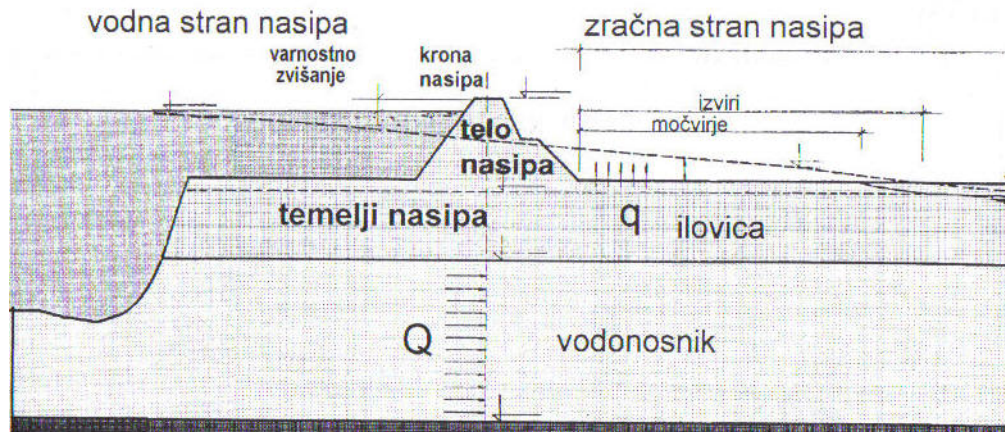 vodna stran nasipa
zračna stran nasipa
varnostno
zvišanje
krona
nasipa
izviri
močvirje
telo
nasipa
temelji nasipa
q
ilovica
Q
vodonosnik